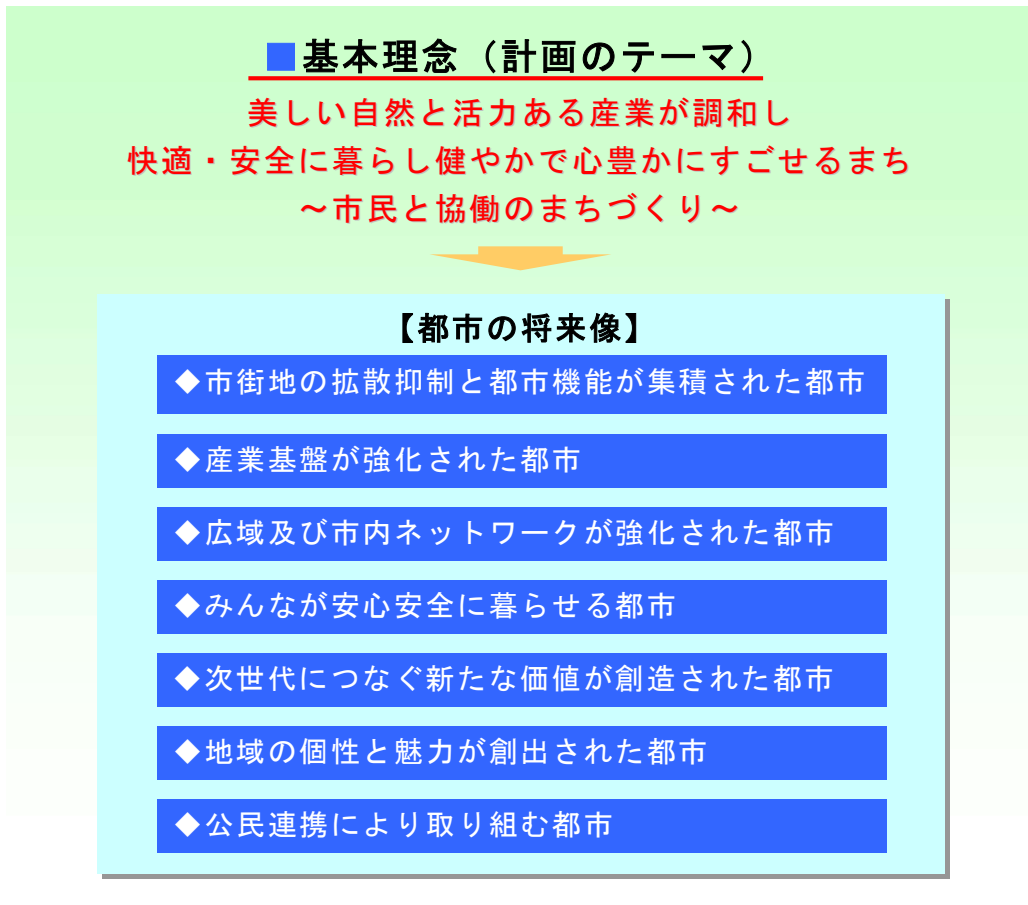 ■基本理念（計画のテーマ）
美しい自然と活力ある産業が調和し
快適・安全に暮らし健やかで心豊かにすごせるまち
～市民と協働のまちづくり～
【都市の将来像】
◆市街地の拡散抑制と都市機能が集積された都市
◆産業基盤が強化された都市
◆広域及び市内ネットワークが強化された都市
◆みんなが安心安全に暮らせる都市
◆次世代につなぐ新たな価値が創造された都市
◆地域の個性と魅力が創出された都市
◆公民連携により取り組む都市